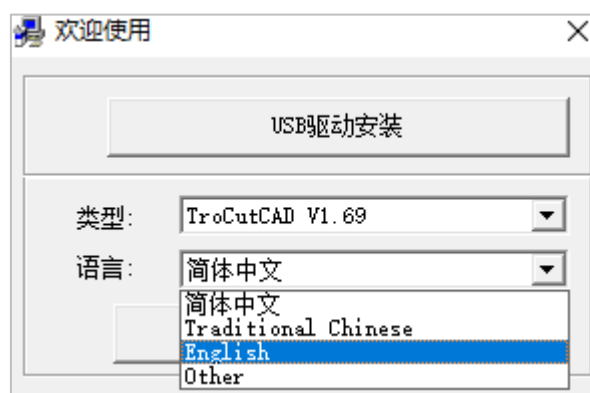 欢迎使用
USB驱动安装
类型: TroCutCAD V1.69
语言: 简体中文
简体中文
Traditional Chinese
English
Other